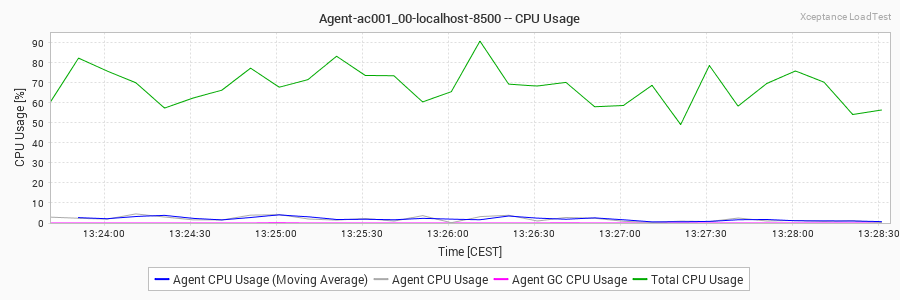 Agent-ac001_00-localhost-8500 -- CPU Usage
Xceptance LoadTest
CPU Usage [%]
90
80
70
60
50
40
30
20
10
0
13:24:00 13:24:30 13:25:00 13:25:30 13:26:00 13:26:30 13:27:00 13:27:30 13:28:00 13:28:30
Time [CEST]
Agent CPU Usage (Moving Average) Agent CPU Usage Agent GC CPU Usage Total CPU Usage